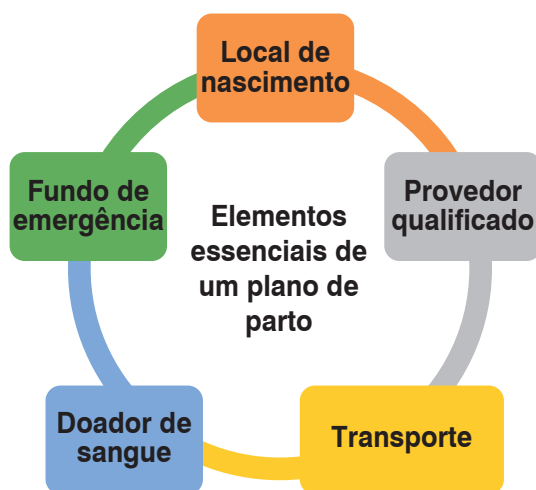 Local de
nascimento
Provedor
qualificado
Transporte
Doador de
sangue
Fundo de
emergência
Elementos
essenciais de
um plano de
parto